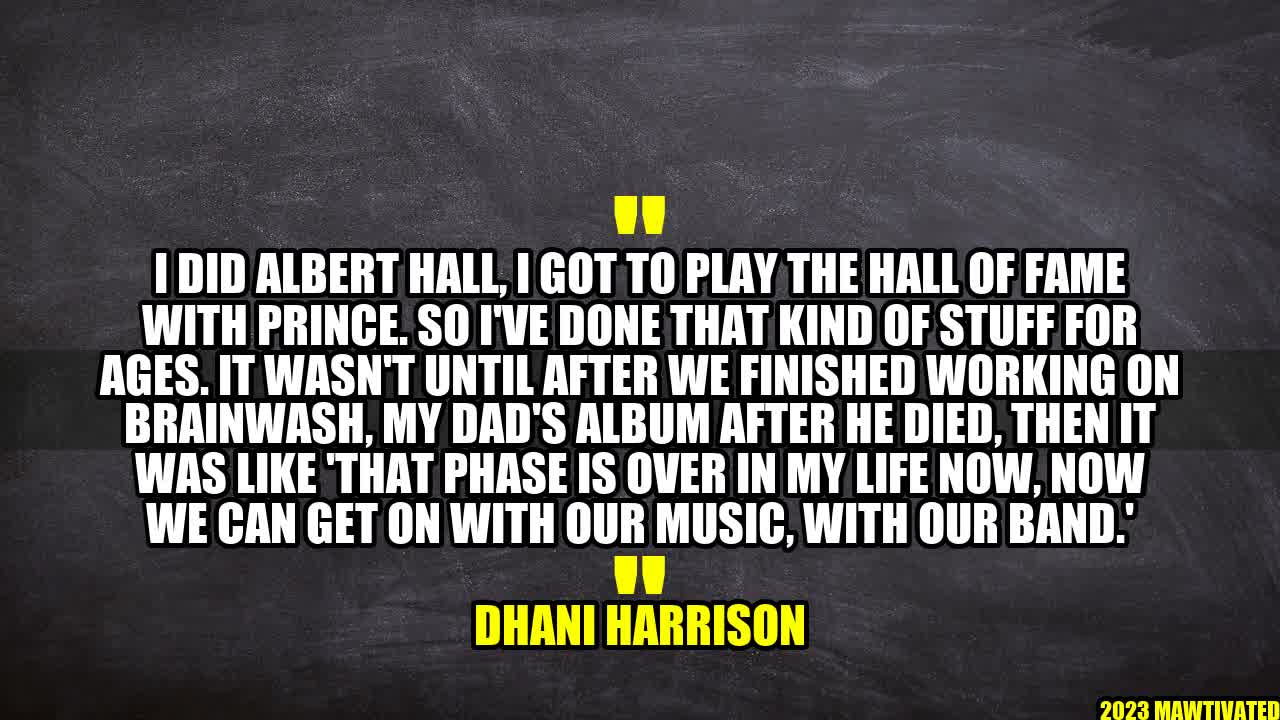 "
I DID ALBERT HALL, I GOT TO PLAY THE HALL OF FAME
WITH PRINCE. SO I'VE DONE THAT KIND OF STUFF FOR
AGES. IT WASN'T UNTIL AFTER WE FINISHED WORKING ON
BRAINWASH, MY DAD'S ALBUM AFTER HE DIED, THEN IT
WAS LIKE 'THAT PHASE IS OVER IN MY LIFE NOW, NOW
WE CAN GET ON WITH OUR MUSIC, WITH OUR BAND.'
"
DHANI HARRISON
2023 MAWTIVATED